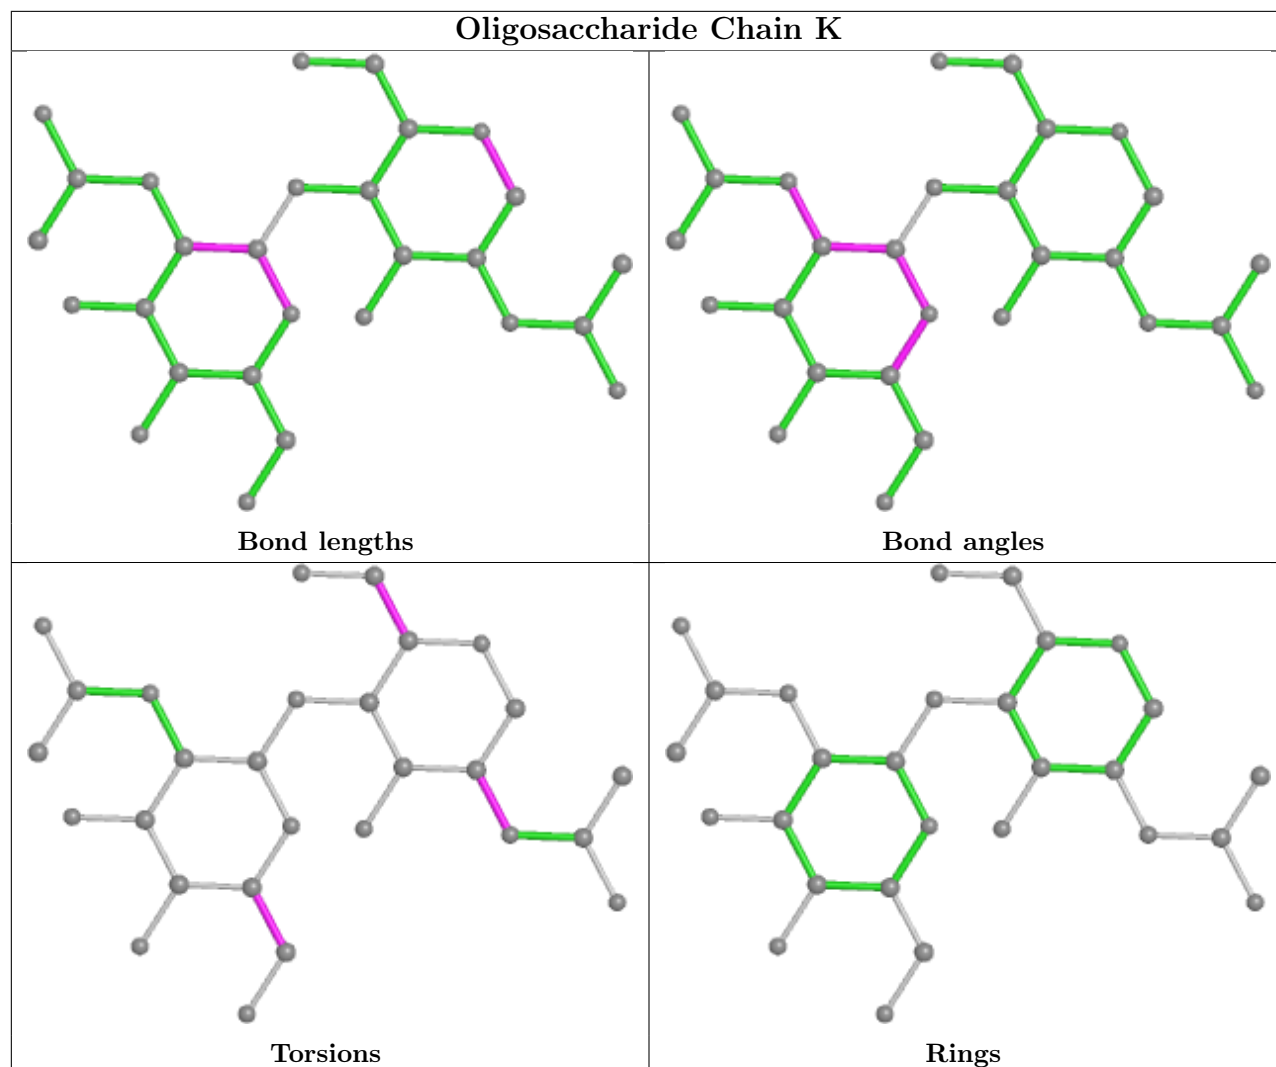 Oligosaccharide Chain K
Bond lengths
Bond angles
Torsions
Rings